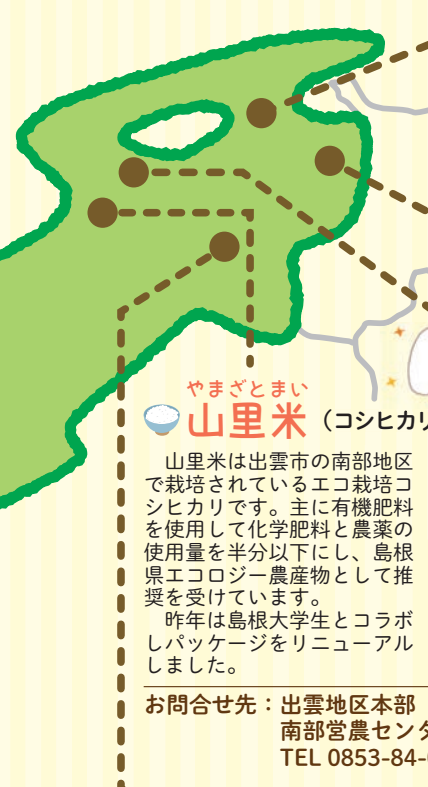 やまざとまい
山里米(コシヒカリ
　山里米は出雲市の南部地区
で栽培されているエコ栽培コ
シヒカリです。主に有機肥料
を使用して化学肥料と農薬の
使用量を半分以下にし、島根
県エコロジー農産物として推
奨を受けています。
　昨年は島根大学生とコラボ
しパッケージをリニューアル
しました。
お問合せ先：出雲地区本部
南部営農センタ
TEL 0853-84-